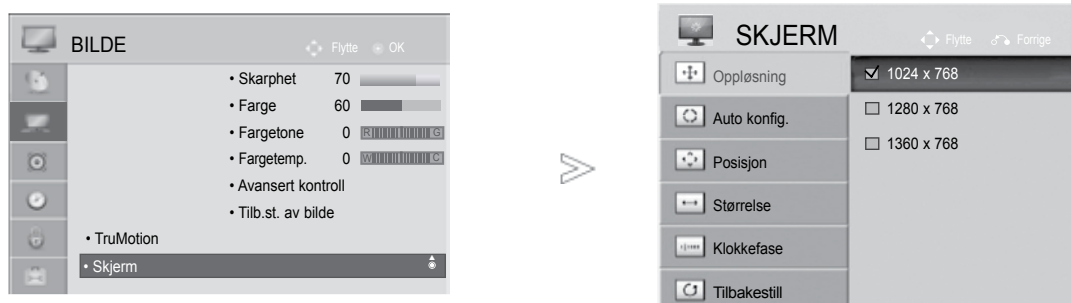 BILDE
Flytte OK
• Skarphet 70
• Farge 60
• Fargetone 0 R G
• Fargetemp. 0 W C
• Avansert kontroll
• Tilb.st. av bilde
• TruMotion
• Skjerm
SKJERM
Flytte Forrige
Oppløsning
Auto konfig.
Posisjon
Størrelse
Klokkefase
Tilbakestill
1024 x 768
1280 x 768
1360 x 768